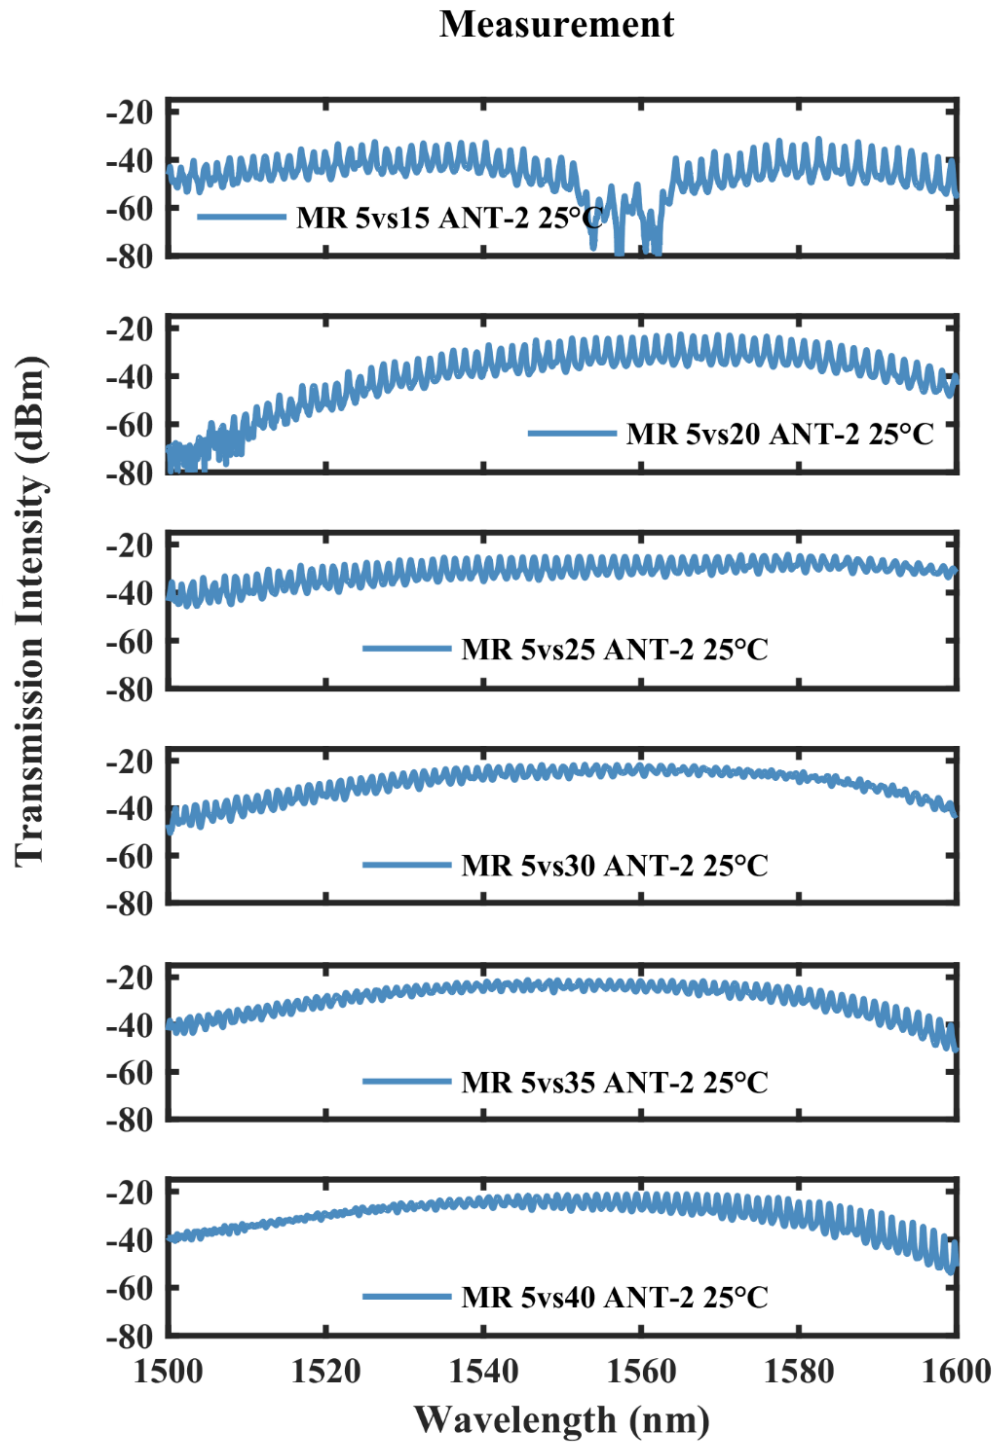 Measurement
Transmission Intensity (dBm)
-20
-40
-60
-80
MR 5vs15 ANT-2 25°C
-20
-40
-60
-80
MR 5vs20 ANT-2 25°C
-20
-40
-60
-80
MR 5vs25 ANT-2 25°C
-20
-40
-60
-80
MR 5vs30 ANT-2 25°C
-20
-40
-60
-80
MR 5vs35 ANT-2 25°C
-20
-40
-60
-80
MR 5vs40 ANT-2 25°C
1500 1520 1540 1560 1580 1600
Wavelength (nm)